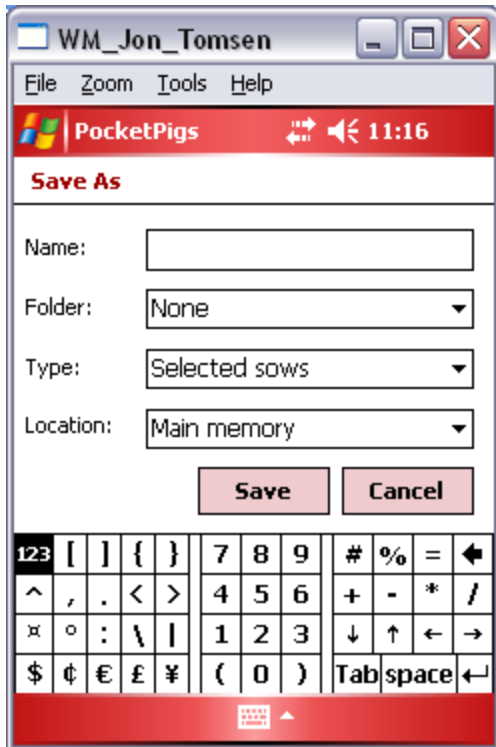 WM_Jon_Tomsen
File Zoom Tools Help
PocketPigs 11:16
Save As
Name:
Folder: None
Type: Selected sows
Location: Main memory
Save Cancel
123 [ ] { } 7 8 9 # % = 🡸
^ , . < > 4 5 6 + - * /
¤ ° : \ | 1 2 3 ↓ ↑ ← →
$ ¢ € £ ¥ ( 0 ) Tab space ↵